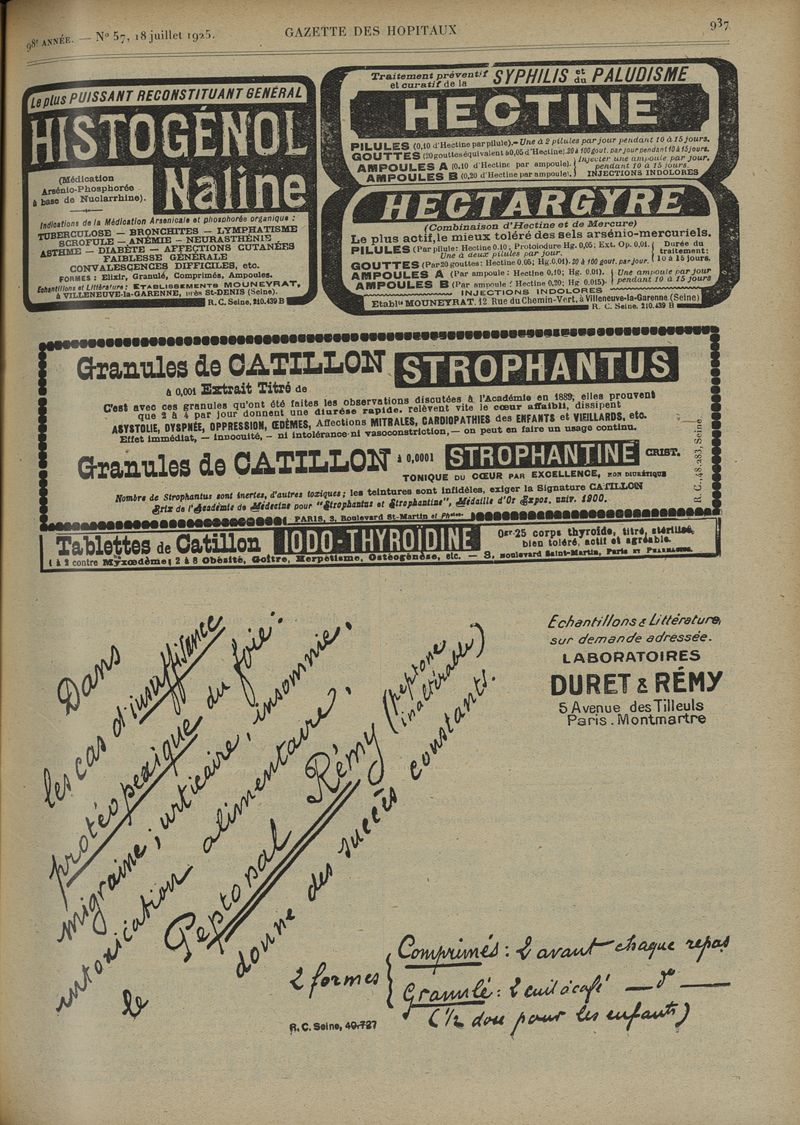 98e ANNÉE. — No 57, 18 juillet 1925.
GAZETTE DES HOPITAUX
937
Le plus PUISSANT RECONSTITUANT GÉNÉRAL
HISTOGÉNOL
Naline
(Médication
Arsénio-Phosphorée
à base de Nuclarrhine).
Indications de la Médication Arsenicale et phosphorée organique :
TUBERCULOSE — BRONCHITES — LYMPHATISME
SCROFULE — ANÉMIE — NEURASTHÉNIE
ASTHME — DIABÈTE — AFFECTIONS CUTANÉES
FAIBLESSE GÉNÉRALE
CONVALESCENCES DIFFICILES, etc.
FORMES : Elixir, Granulé, Comprimés, Ampoules.
Echantillons et Littérature : ETABLISSEMENTS MOUNEYRAT,
à VILLENEUVE-la-GARENNE, près St-DENIS (Seine).
R.C. Seine, 210.439 B
Traitement préventif et curatif de la SYPHILIS et du PALUDISME
HECTINE
PILULES (0,10 d'Hectine par pilule).— Une à 2 pilules par jour pendant 10 à 15 jours.
GOUTTES (20 gouttes équivalent à 0,05 d'Hectine). 20 à 100 gout. par jour pendant 10 à 15 jours.
AMPOULES A (0,10 d'Hectine par ampoule). { Injecter une ampoule par jour,
pendant 10 à 15 jours.
AMPOULES B (0,20 d'Hectine par ampoule). INJECTIONS INDOLORES
HECTARGYRE
(Combinaison d'Hectine et de Mercure)
Le plus actif, le mieux toléré des sels arsénio-mercuriels.
PILULES (Par pilule : Hectine 0.10 ; Protoiodure Hg. 0,05 ; Ext. Op. 0,01.
Une à deux pilules par jour.
GOUTTES (Par 20 gouttes : Hectine 0.05 ; Hg. 0.01). 20 à 100 gout. par jour.
{ Durée du
traitement :
10 à 15 jours.
AMPOULES A (Par ampoule : Hectine 0,10 ; Hg. 0.01).
AMPOULES B (Par ampoule : Hectine 0,20 ; Hg 0,015).
{ Une ampoule par jour
pendant 10 à 15 jours
INJECTIONS INDOLORES
Etablts MOUNEYRAT, 12 Rue du Chemin-Vert, à Villeneuve-la-Garenne (Seine)
R. C. Seine. 210.439 B
Granules de CATILLON STROPHANTUS
à 0,001 Extrait Titré de
C'est avec ces granules qu'ont été faites les observations discutées à l'Académie en 1889; elles prouvent
que 2 à 4 par jour donnent une diurèse rapide, relèvent vite le cœur affaibli, dissipent
ASYSTOLIE, DYSPNÉE, OPPRESSION, ŒDÈMES, Affections MITRALES, CARDIOPATHIES des ENFANTS et VIEILLARDS, etc.
Effet immédiat, — innocuité, — ni intolérance ni vasoconstriction, — on peut en faire un usage continu.
Granules de CATILLON à 0,0001 STROPHANTINE CRIST.
TONIQUE DU CŒUR PAR EXCELLENCE, NON DIURÉTIQUE
Nombre de Strophantus sont inertes, d'autres toxiques; les teintures sont infidèles, exiger la Signature CATILLON
Prix de l'Académie de Médecine pour "Strophantus et Strophantine", Médaille d'Or Expos. univ. 1900.
PARIS, 3, Boulevard St-Martin et Phies.
R. C., 48.283, Seine
Tablettes de Catillon IODO-THYROÏDINE
0gr25 corps thyroïde, titré, stérilisé,
bien toléré, actif et agréable.
1 à 2 contre Myxœdème; 2 à 8 Obésité, Goitre, Herpétisme, Ostéogénèse, etc. — 3, Boulevard Saint-Martin, Paris et PHARMACIES.
Dans
les cas d'insuffisence
protéopexique du foie :
migraine, urticaire, insomnie,
intoxication alimentaire,
le Peptonal Rémy (peptone
inaltérable)
donne des succès constants.
Echantillons & Littérature,
sur demande adressée.
LABORATOIRES
DURET & RÉMY
5 Avenue des Tilleuls
Paris. Montmartre
2 formes { Comprimés : 2 avant chaque repas
Granulé : 2 cuil à café — do —
(1/2 dose pour les enfants)
R. C. Seine, 49.727